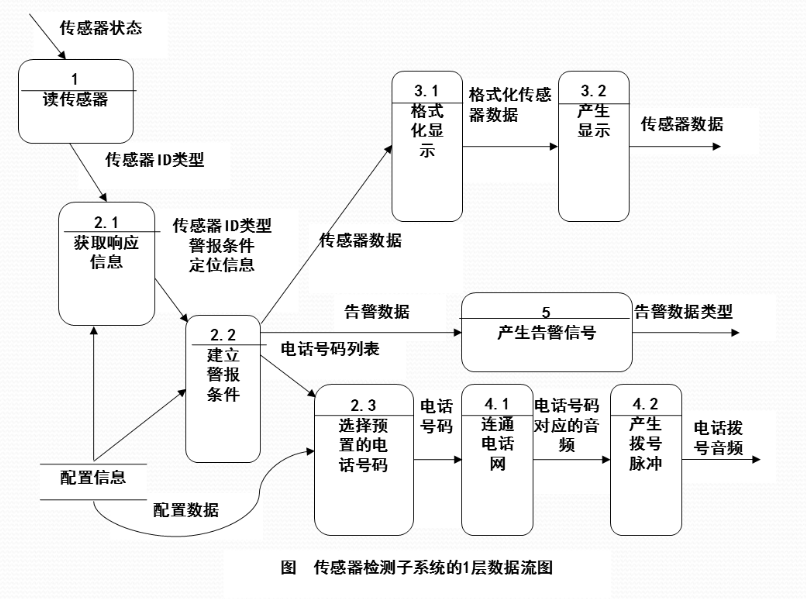 传感器状态
1
读传感器
传感器ID类型
2.1
获取响应
信息
传感器ID类型
警报条件
定位信息
2.2
建立
警报
条件
传感器数据
3.1
格式
化显
示
格式化传感
器数据
3.2
产生
显示
传感器数据
告警数据
5
产生告警信号
告警数据类型
电话号码列表
2.3
选择预
置的电
话号码
电话
号码
4.1
连通
电话
网
电话号码
对应的音
频
4.2
产生
拨号
脉冲
电话拨
号音频
配置信息
配置数据
图 传感器检测子系统的1层数据流图